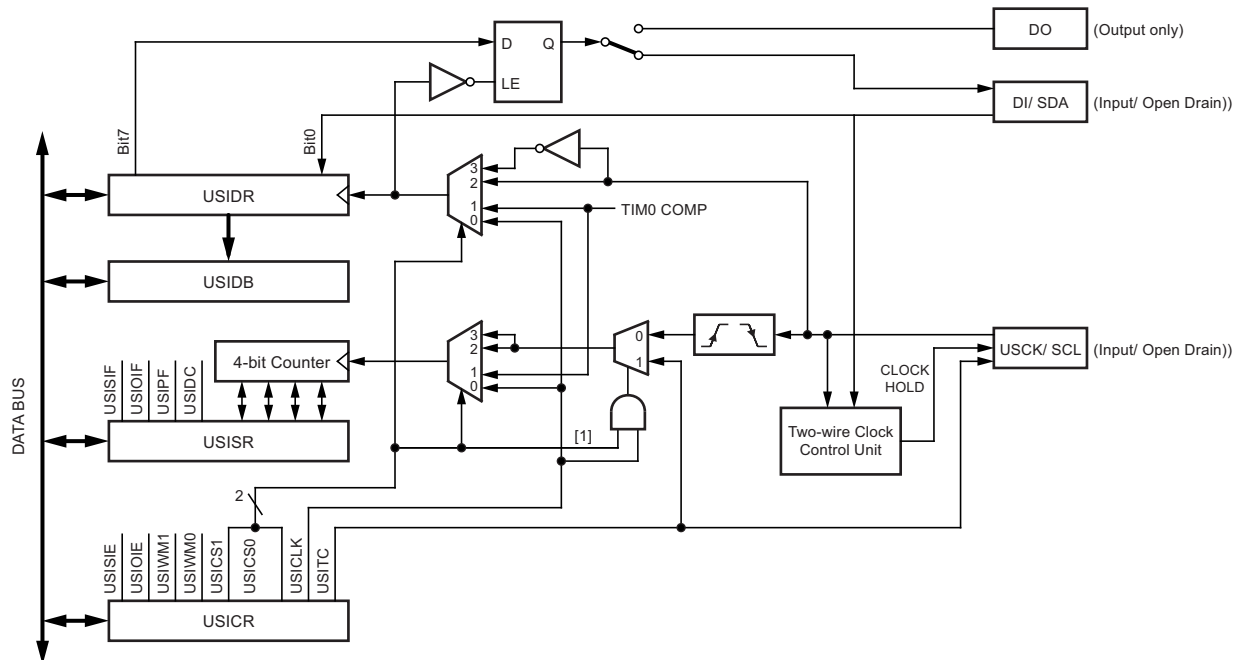 DO
(Output only)
D
Q
LE
DI/ SDA
(Input/ Open Drain))
Bit7
Bit0
3
2
1
0
USIDR
TIM0 COMP
USIDB
DATA BUS
4-bit Counter
3
2
1
0
0
1
USCK/ SCL
(Input/ Open Drain))
CLOCK
HOLD
USISIF
USIOIF
USIPF
USIDC
[1]
Two-wire Clock
Control Unit
USISR
2
USISIE
USIOIE
USIWM1
USIWM0
USICS1
USICS0
USICLK
USITC
USICR